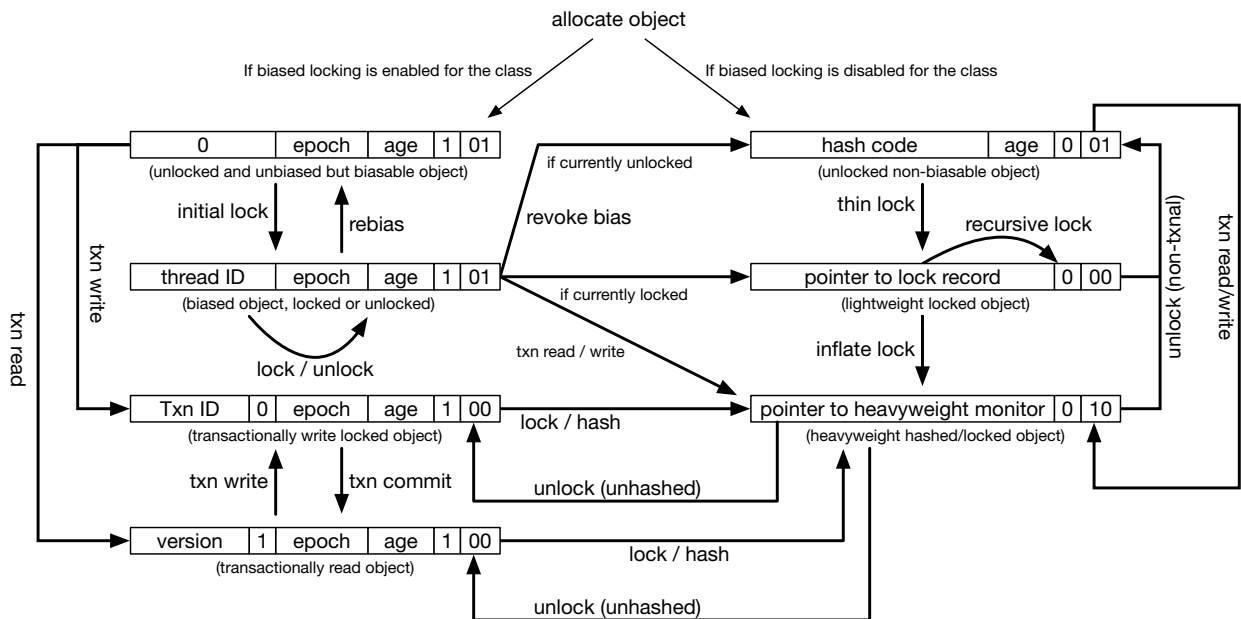 allocate object
If biased locking is enabled for the class
If biased locking is disabled for the class
0 epoch age 1 01
(unlocked and unbiased but biasable object)
hash code age 0 01
(unlocked non-biasable object)
if currently unlocked
initial lock
rebias
revoke bias
thin lock
recursive lock
thread ID epoch age 1 01
(biased object, locked or unlocked)
if currently locked
pointer to lock record 0 00
(lightweight locked object)
txn write
txn read
lock / unlock
txn read / write
inflate lock
unlock (non-txnal)
txn read/write
Txn ID 0 epoch age 1 00
(transactionally write locked object)
lock / hash
pointer to heavyweight monitor 0 10
(heavyweight hashed/locked object)
txn write
txn commit
unlock (unhashed)
version 1 epoch age 1 00
(transactionally read object)
lock / hash
unlock (unhashed)